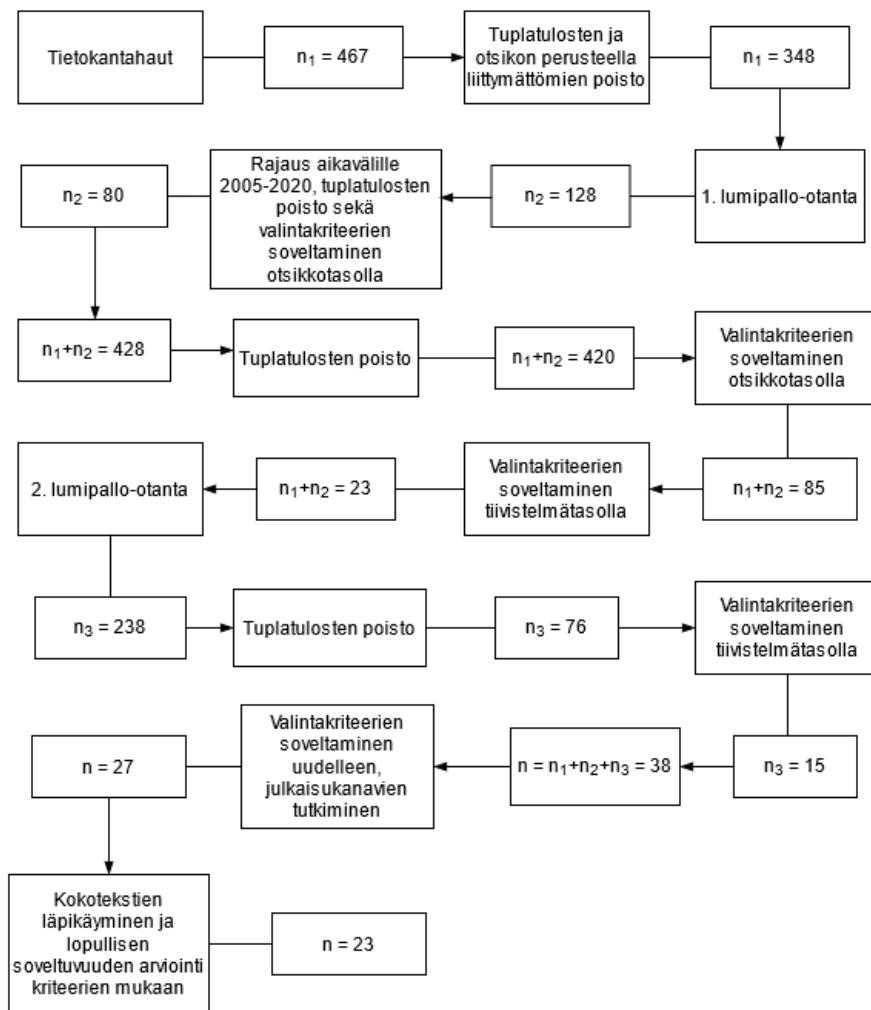 Tietokantahaut
n₁ = 467
Tuplatulosten ja
otsikon perusteella
liittymättömien poisto
n₁ = 348
1. lumipallo-otanta
n₂ = 128
Rajaus aikavälille
2005-2020, tuplatulosten
poisto sekä
valintakriteerien
soveltaminen
otsikkotasolla
n₂ = 80
n₁+n₂ = 428
Tuplatulosten poisto
n₁+n₂ = 420
Valintakriteerien
soveltaminen
otsikkotasolla
n₁+n₂ = 85
Valintakriteerien
soveltaminen
tiivistelmätasolla
n₁+n₂ = 23
2. lumipallo-otanta
n₃ = 238
Tuplatulosten poisto
n₃ = 76
Valintakriteerien
soveltaminen
tiivistelmätasolla
n₃ = 15
n = n₁+n₂+n₃ = 38
Valintakriteerien
soveltaminen
uudelleen,
julkaisukanavien
tutkiminen
n = 27
Kokotekstien
läpikäyminen ja
lopullisen
soveltuvuuden arviointi
kriteerien mukaan
n = 23